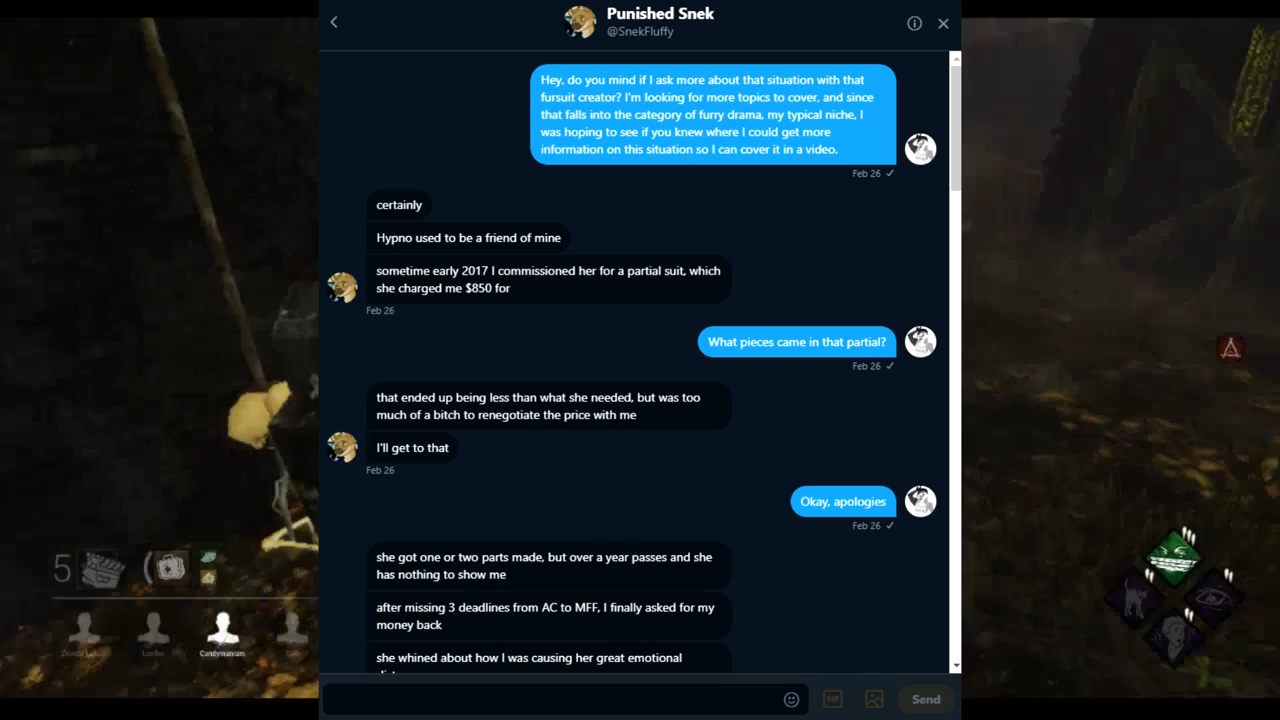 Punished Snek
@SnekFluffy
Hey, do you mind if I ask more about that situation with that
fursuit creator? I'm looking for more topics to cover, and since
that falls into the category of furry drama, my typical niche, I
was hoping to see if you knew where I could get more
information on this situation so I can cover it in a video.
Feb 26
certainly
Hypno used to be a friend of mine
sometime early 2017 I commissioned her for a partial suit, which
she charged me $850 for
Feb 26
What pieces came in that partial?
Feb 26
that ended up being less than what she needed, but was too
much of a bitch to renegotiate the price with me
I'll get to that
Feb 26
Okay, apologies
Feb 26
she got one or two parts made, but over a year passes and she
has nothing to show me
after missing 3 deadlines from AC to MFF, I finally asked for my
money back
she whined about how I was causing her great emotional
5
GIF
Send